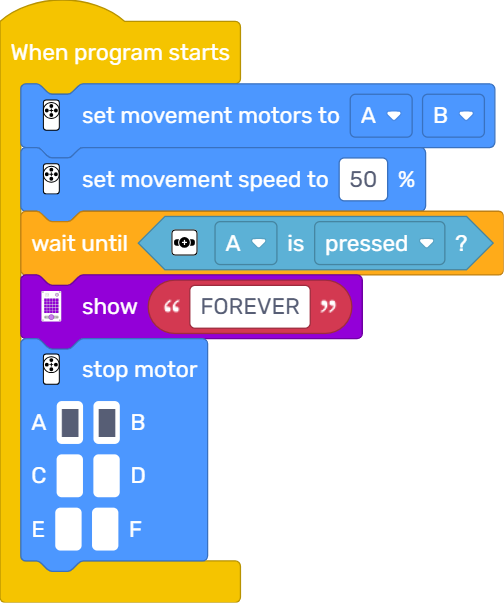 When program starts
set movement motors to A B
set movement speed to 50 %
wait until A is pressed ?
show “ FOREVER ”
stop motor
A B
C D
E F